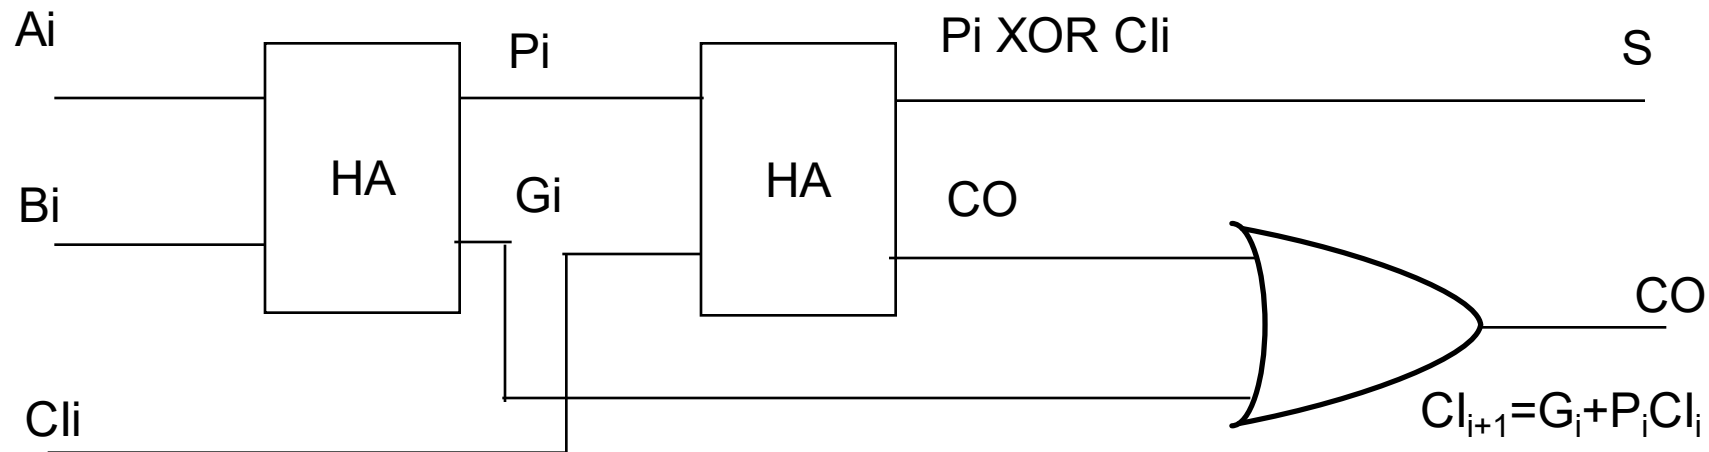 Ai
Pi
Pi XOR CIi
S
HA
HA
Bi
Gi
CO
CO
CIi
CIi+1=Gi+PiCIi